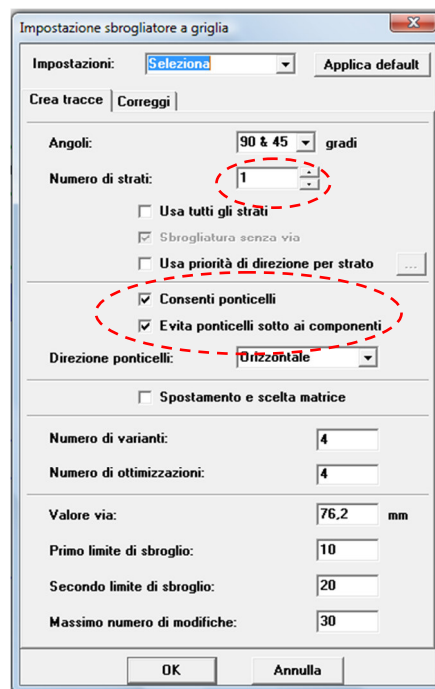 Impostazione sbrogliatore a griglia
Impostazioni: Seleziona Applica default
Crea tracce Correggi
Angoli: 90 & 45 gradi
Numero di strati: 1
Usa tutti gli strati
Sbrogliatura senza via
Usa priorità di direzione per strato ...
Consenti ponticelli
Evita ponticelli sotto ai componenti
Direzione ponticelli: Orizzontale
Spostamento e scelta matrice
Numero di varianti: 4
Numero di ottimizzazioni: 4
Valore via: 76,2 mm
Primo limite di sbroglio: 10
Secondo limite di sbroglio: 20
Massimo numero di modifiche: 30
OK Annulla